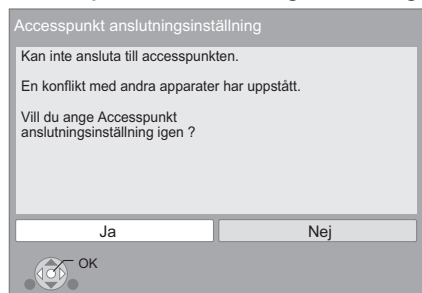 Accesspunkt anslutningsinställning
Kan inte ansluta till accesspunkten.
En konflikt med andra apparater har uppstått.
Vill du ange Accesspunkt
anslutningsinställning igen ?
Ja
Nej
OK